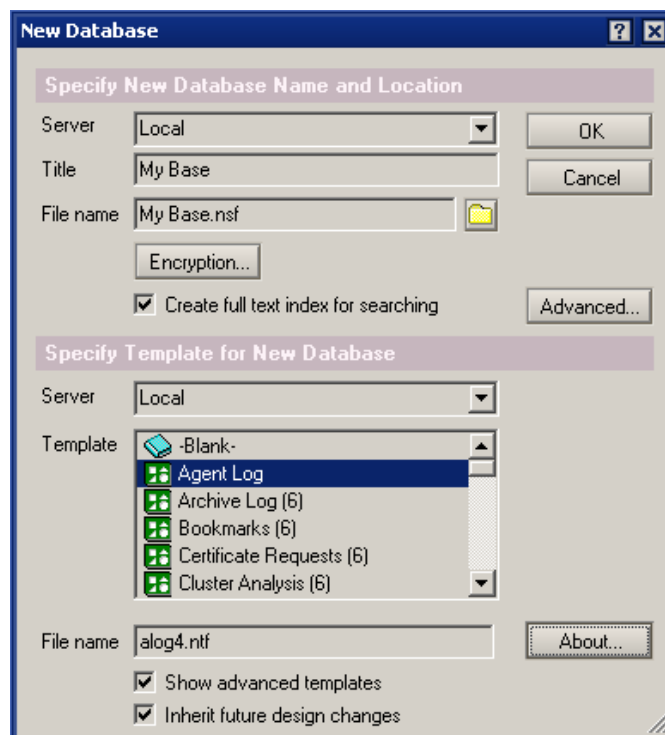 New Database
Specify New Database Name and Location
Server Local OK
Title My Base Cancel
File name My Base.nsf
Encryption...
Create full text index for searching Advanced...
Specify Template for New Database
Server Local
Template -Blank-
Agent Log
Archive Log (6)
Bookmarks (6)
Certificate Requests (6)
Cluster Analysis (6)
File name alog4.ntf About...
Show advanced templates
Inherit future design changes